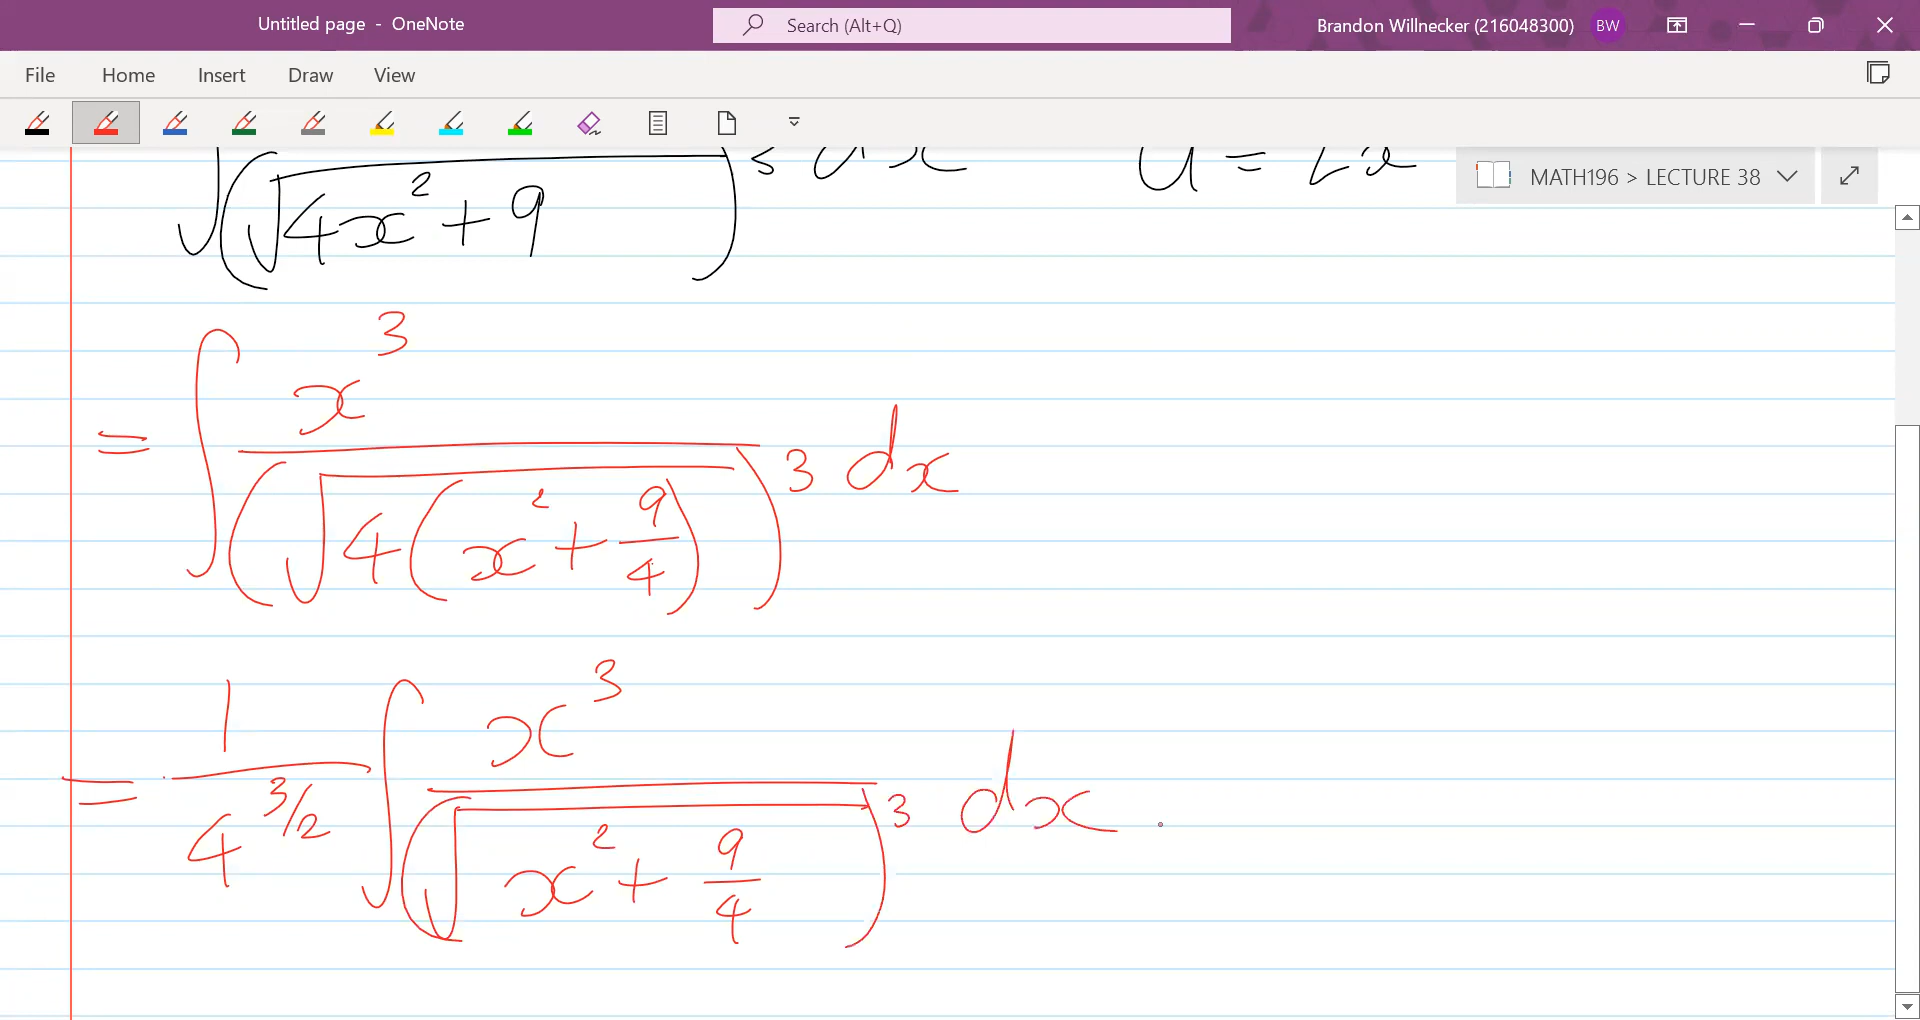 Untitled page - OneNote
Search (Alt+Q)
Brandon Willnecker (216048300) BW
File Home Insert Draw View
MATH196 > LECTURE 38
∫ (√4x² + 9)³ dx u = 2x
= ∫ x³ / (√4(x² + 9/4))³ dx
= 1/4^3/2 ∫ x³ / (√x² + 9/4)³ dx